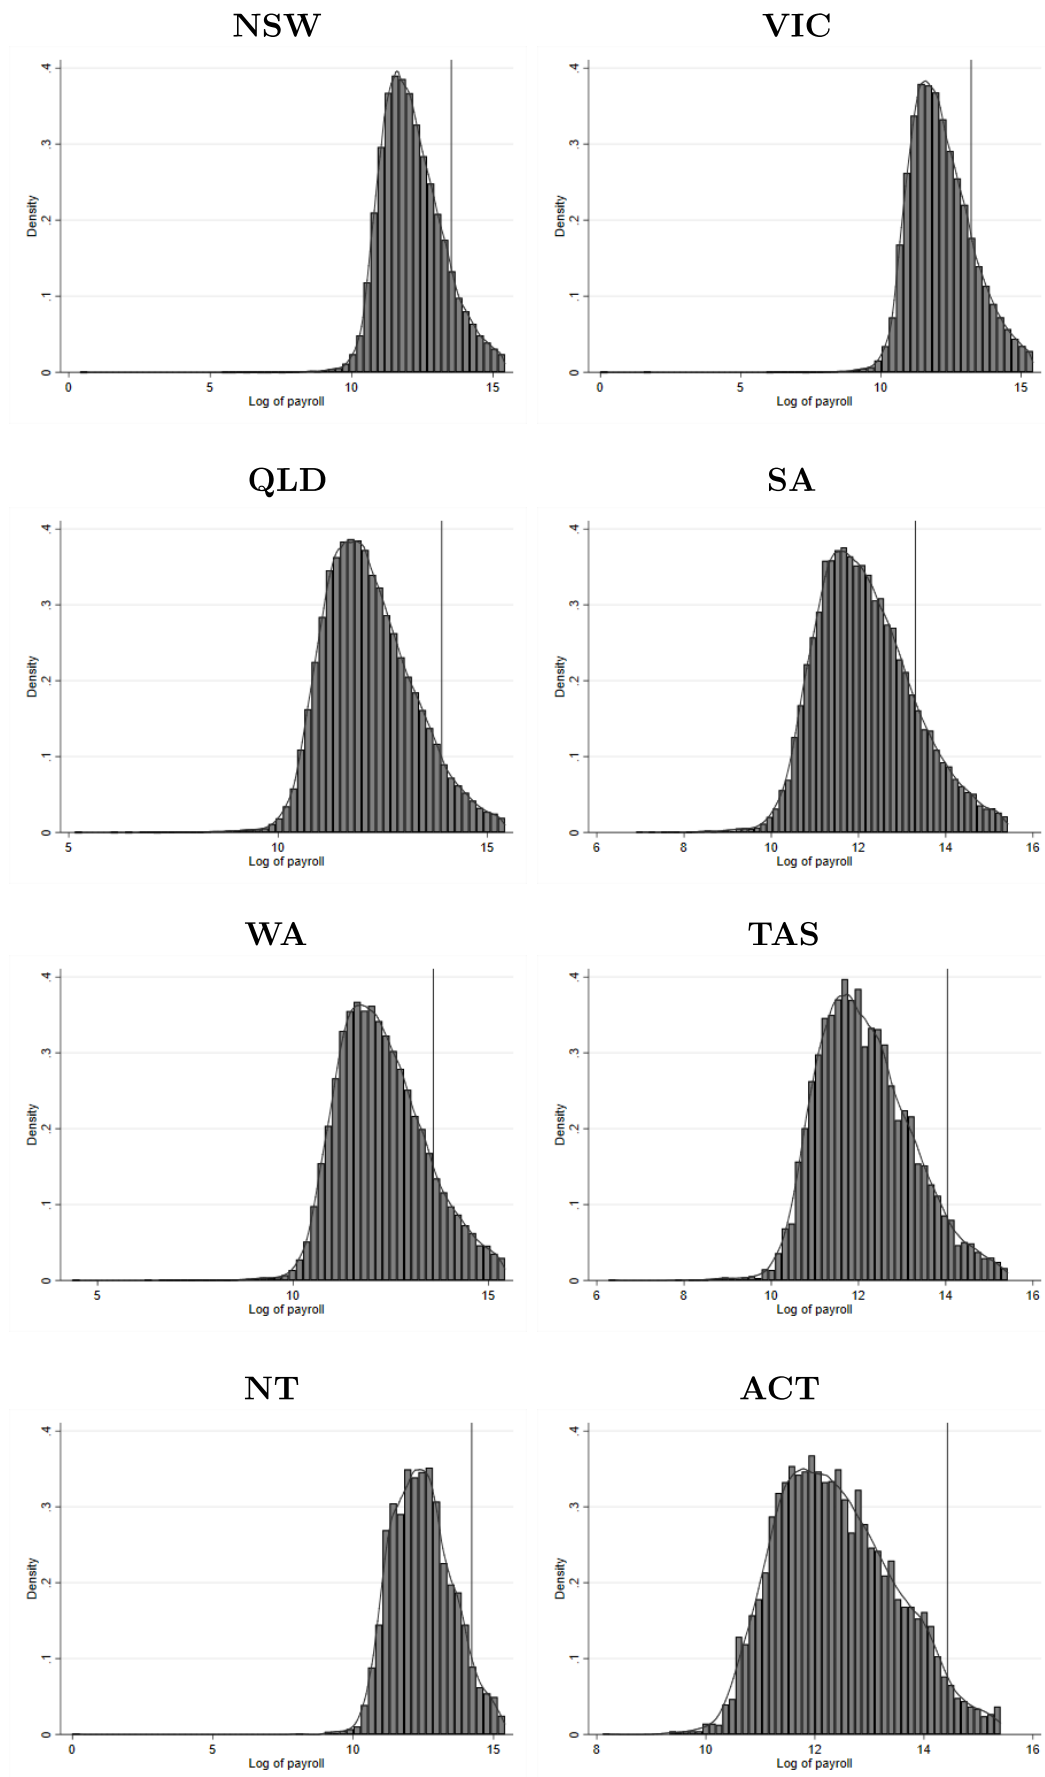 NSW VIC
.4 .4
.3 .3
.2 .2
.1 .1
0 0
Density Density
0 5 10 15 0 5 10 15
Log of payroll Log of payroll
QLD SA
.4 .4
.3 .3
.2 .2
.1 .1
0 0
Density Density
5 10 15 6 8 10 12 14 16
Log of payroll Log of payroll
WA TAS
.4 .4
.3 .3
.2 .2
.1 .1
0 0
Density Density
5 10 15 6 8 10 12 14 16
Log of payroll Log of payroll
NT ACT
.4 .4
.3 .3
.2 .2
.1 .1
0 0
Density Density
0 5 10 15 8 10 12 14 16
Log of payroll Log of payroll